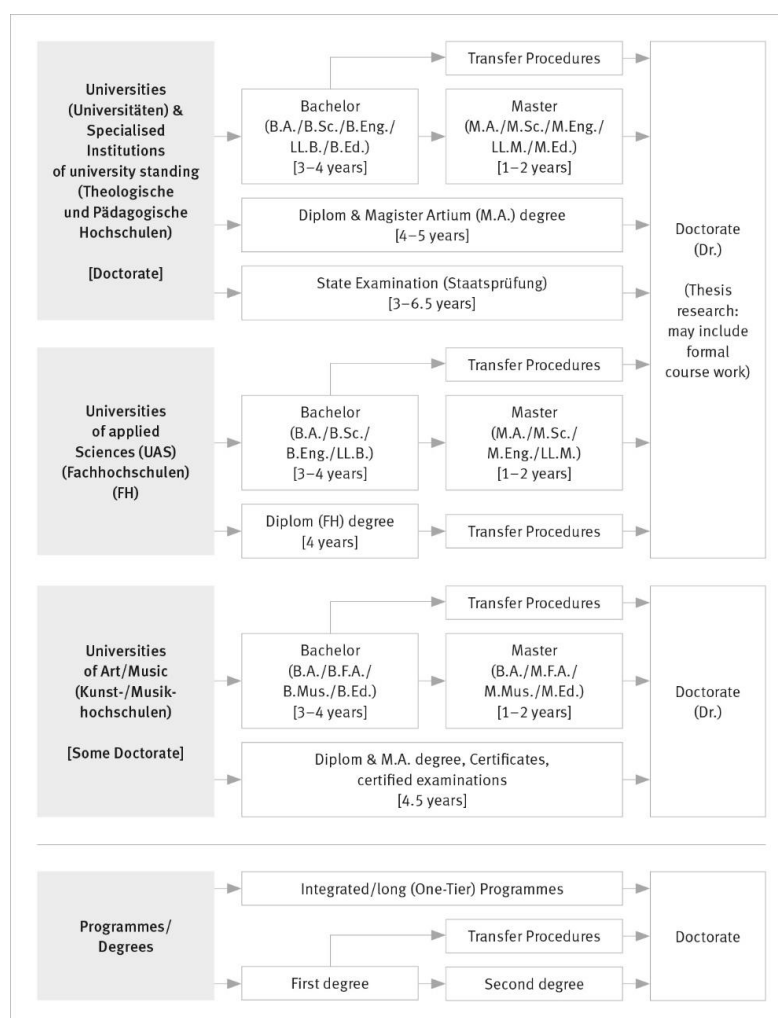 Universities
(Universitäten) &
Specialised
Institutions
of university standing
(Theologische
und Pädagogische
Hochschulen)
[Doctorate]
Transfer Procedures
Bachelor
(B.A./B.Sc./B.Eng./
LL.B./B.Ed.)
[3–4 years]
Master
(M.A./M.Sc./M.Eng./
LL.M./M.Ed.)
[1–2 years]
Diplom & Magister Artium (M.A.) degree
[4–5 years]
State Examination (Staatsprüfung)
[3–6.5 years]
Doctorate
(Dr.)
(Thesis
research:
may include
formal
course work)
Universities
of applied
Sciences (UAS)
(Fachhochschulen)
(FH)
Transfer Procedures
Bachelor
(B.A./B.Sc./
B.Eng./LL.B.)
[3–4 years]
Master
(M.A./M.Sc./
M.Eng./LL.M.)
[1–2 years]
Diplom (FH) degree
[4 years]
Transfer Procedures
Universities
of Art/Music
(Kunst-/Musik-
hochschulen)
[Some Doctorate]
Transfer Procedures
Bachelor
(B.A./B.F.A./
B.Mus./B.Ed.)
[3–4 years]
Master
(B.A./M.F.A./
M.Mus./M.Ed.)
[1–2 years]
Diplom & M.A. degree, Certificates,
certified examinations
[4.5 years]
Doctorate
(Dr.)
Programmes/
Degrees
Integrated/long (One-Tier) Programmes
Transfer Procedures
First degree
Second degree
Doctorate